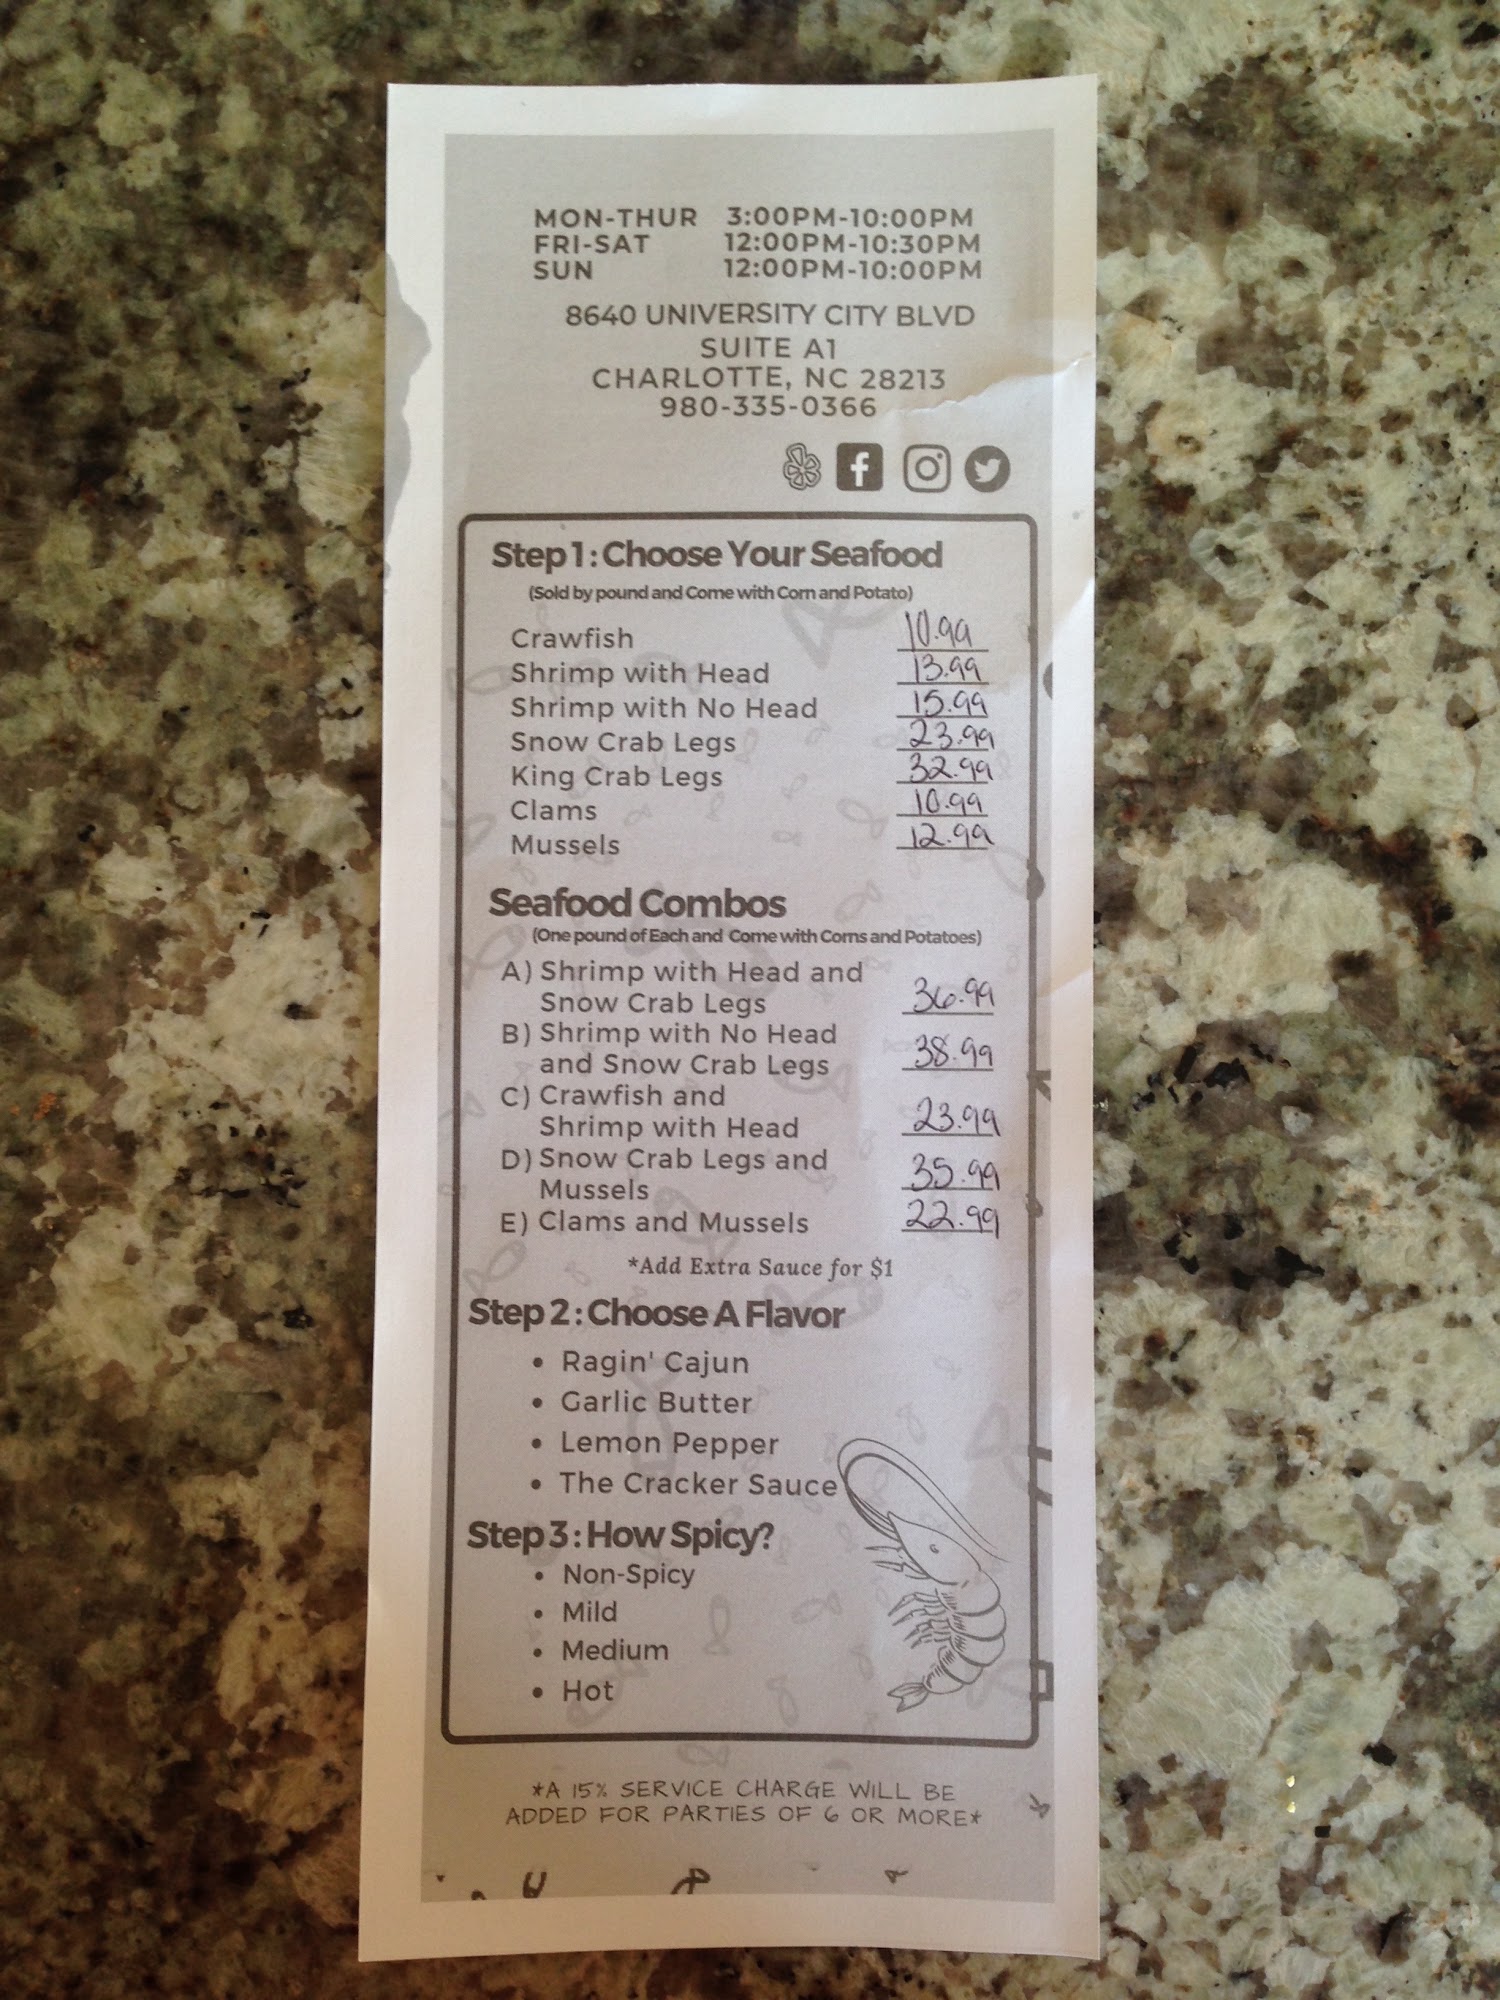 MON-THUR 3:00PM-10:00PM
FRI-SAT 12:00PM-10:30PM
SUN 12:00PM-10:00PM
8640 UNIVERSITY CITY BLVD
SUITE A1
CHARLOTTE, NC 28213
980-335-0366
Step 1: Choose Your Seafood
(Sold by pound and Come with Corn and Potato)
Crawfish 10.99
Shrimp with Head 13.99
Shrimp with No Head 15.99
Snow Crab Legs 23.99
King Crab Legs 32.99
Clams 10.99
Mussels 12.99
Seafood Combos
(One pound of Each and Come with Corns and Potatoes)
A) Shrimp with Head and
Snow Crab Legs 36.99
B) Shrimp with No Head
and Snow Crab Legs 38.99
C) Crawfish and
Shrimp with Head 23.99
D) Snow Crab Legs and
Mussels 35.99
E) Clams and Mussels 22.99
*Add Extra Sauce for $1
Step 2: Choose A Flavor
• Ragin' Cajun
• Garlic Butter
• Lemon Pepper
• The Cracker Sauce
Step 3: How Spicy?
• Non-Spicy
• Mild
• Medium
• Hot
*A 15% SERVICE CHARGE WILL BE
ADDED FOR PARTIES OF 6 OR MORE*